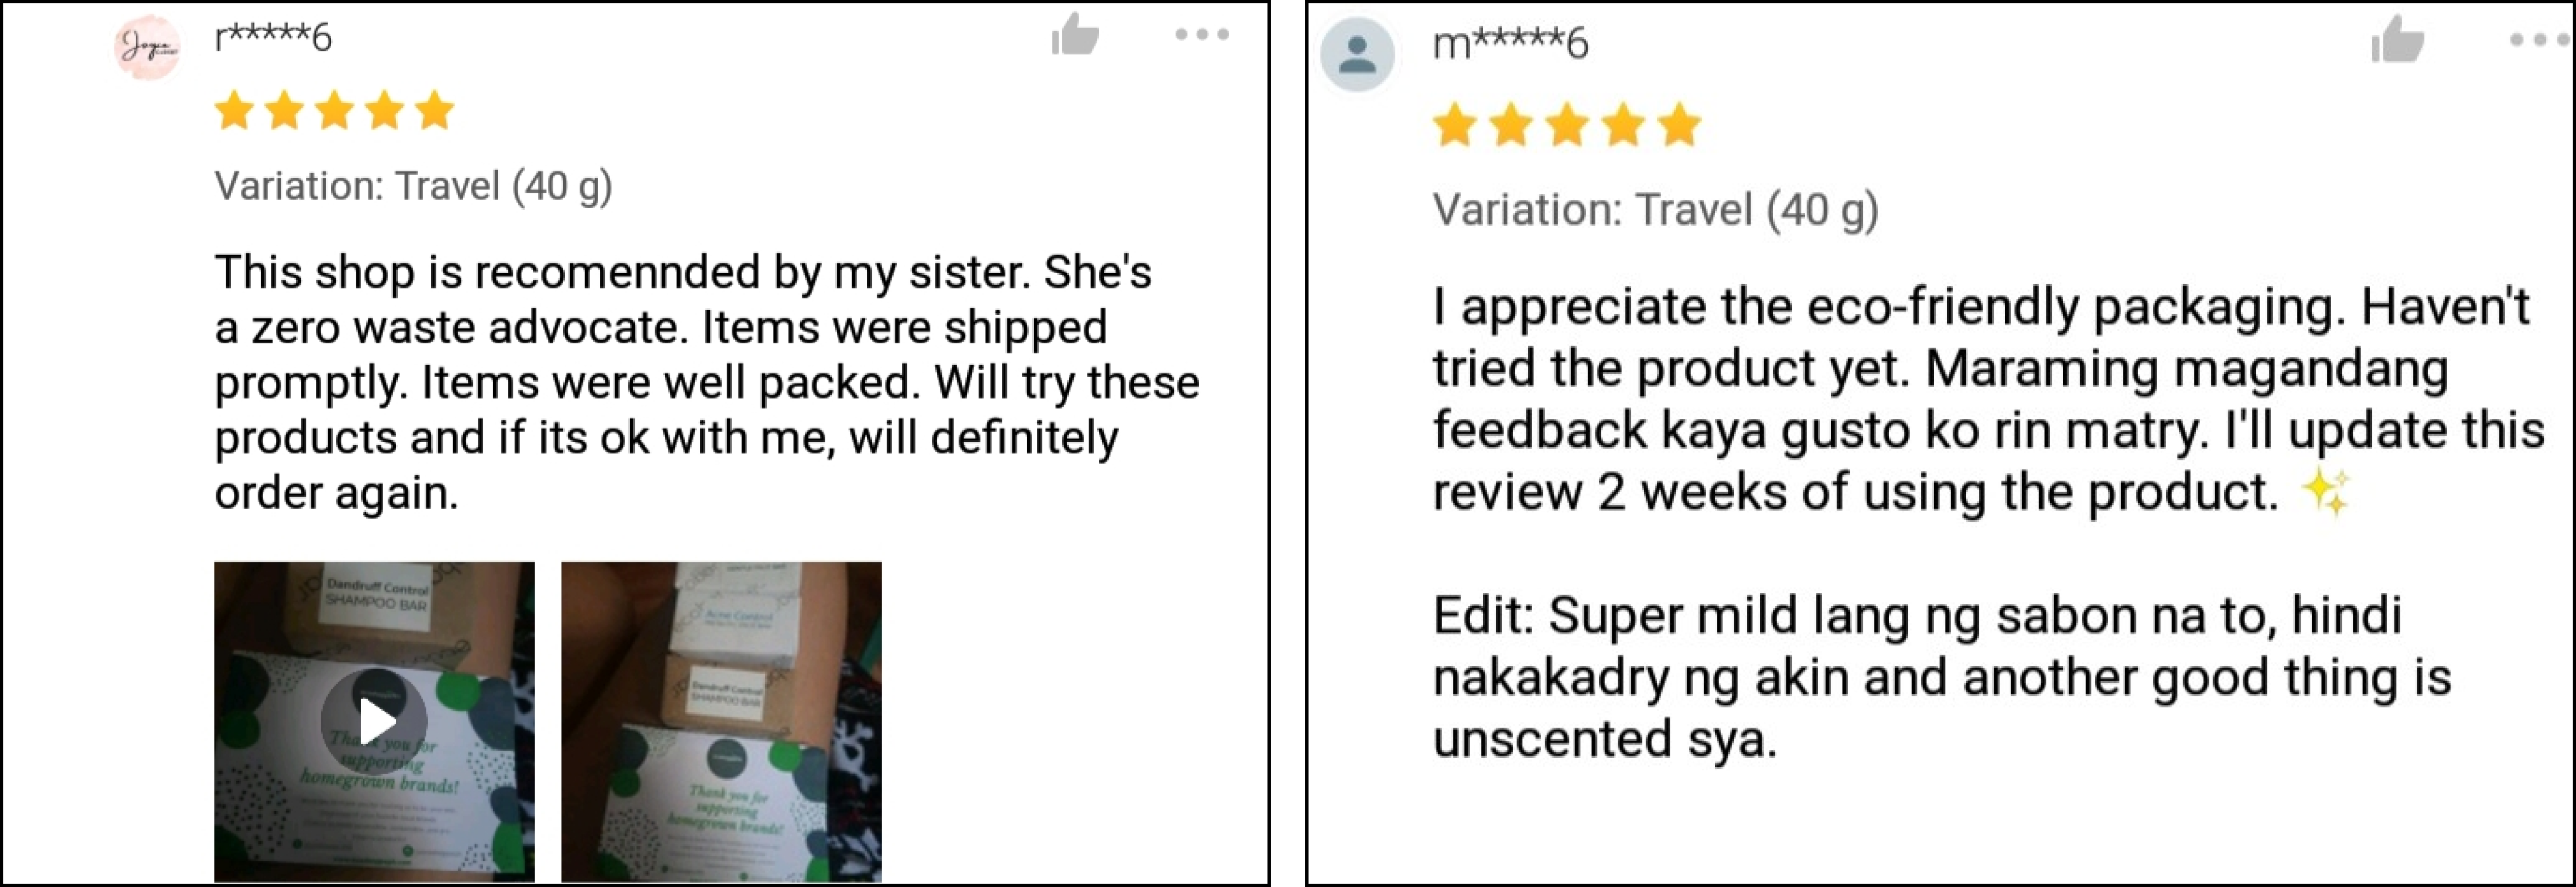 r*****6
Variation: Travel (40 g)
This shop is recomennded by my sister. She's
a zero waste advocate. Items were shipped
promptly. Items were well packed. Will try these
products and if its ok with me, will definitely
order again.
Dandruff Control
SHAMPOO BAR
Thank you for
supporting
homegrown brands!
Acne Control
Dandruff Control
SHAMPOO BAR
Thank you for
supporting
homegrown brands!
m*****6
Variation: Travel (40 g)
I appreciate the eco-friendly packaging. Haven't
tried the product yet. Maraming magandang
feedback kaya gusto ko rin matry. I'll update this
review 2 weeks of using the product.
Edit: Super mild lang ng sabon na to, hindi
nakakadry ng akin and another good thing is
unscented sya.